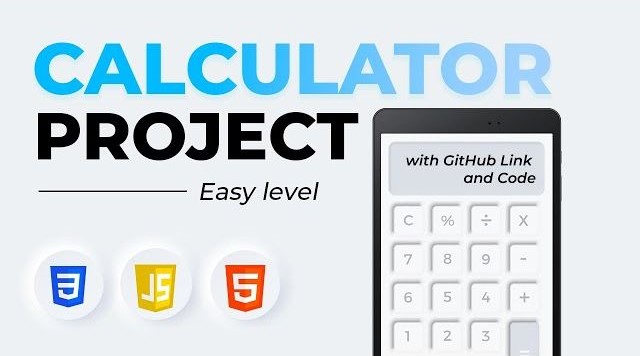 CALCULATOR
PROJECT
Easy level
with GitHub Link
and Code
C % ÷ X
7 8 9 -
6 5 4 +
1 2 3 =
3 JS 5